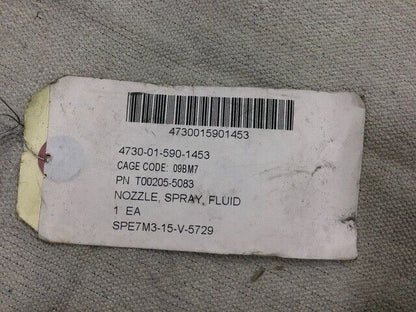 4730015901453
4730-01-590-1453
CAGE CODE: 09BM7
PN T00205-5083
NOZZLE, SPRAY, FLUID
1 EA
SPE7M3-15-V-5729